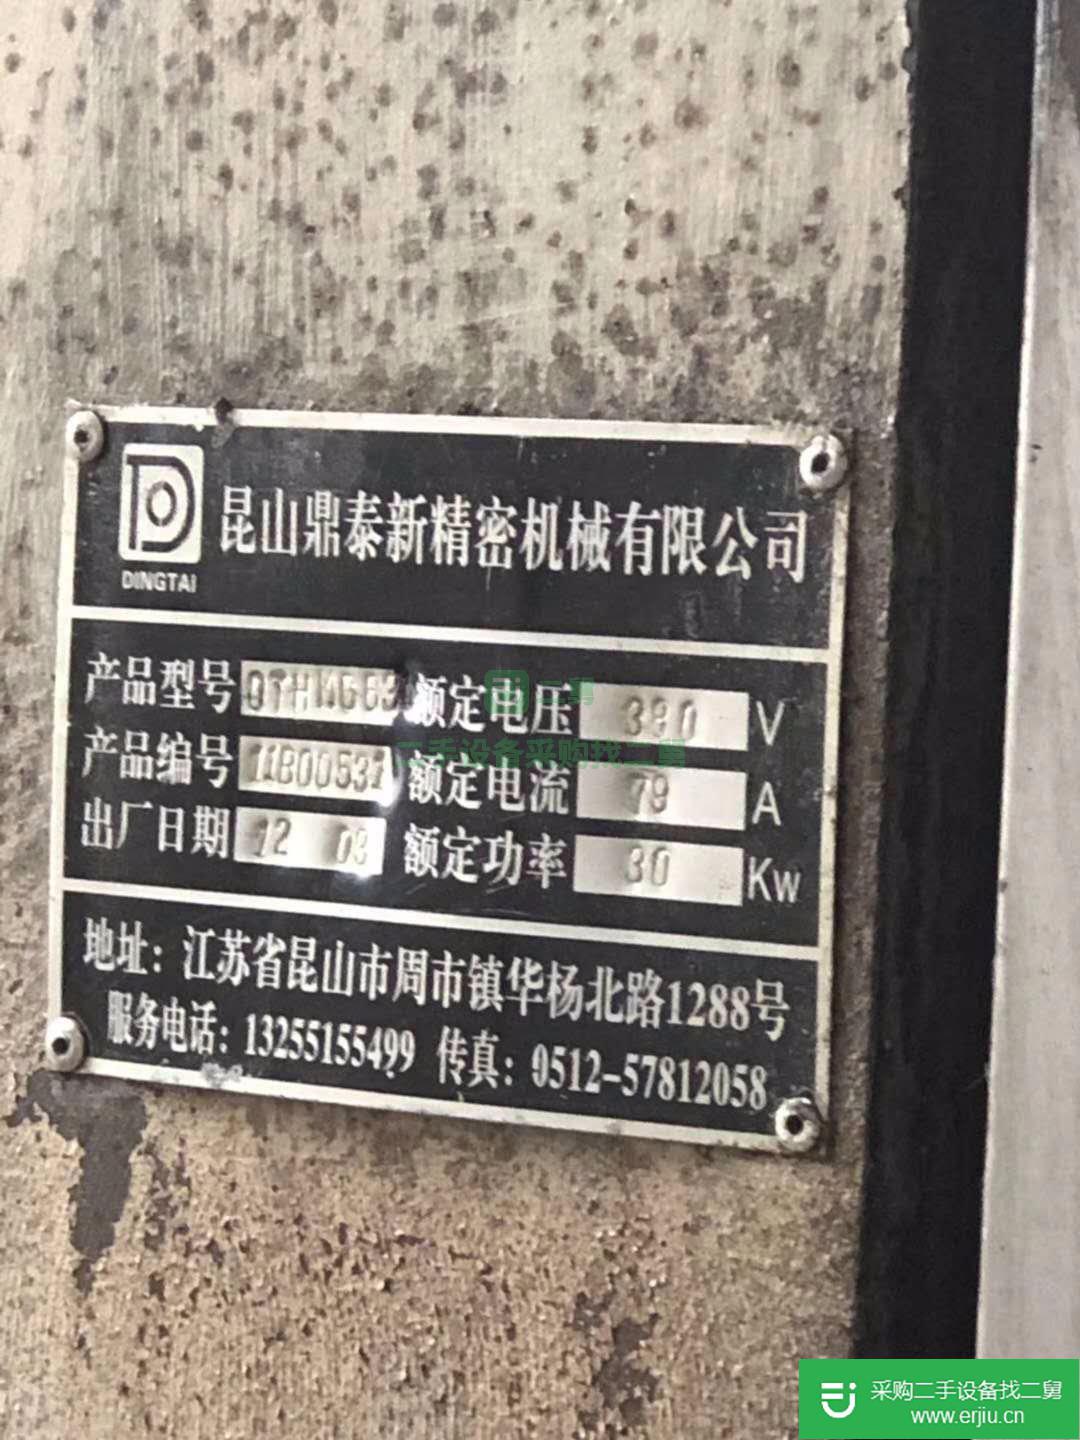 DINGTAI
昆山鼎泰新精密机械有限公司
产品型号 额定电压 380 V
产品编号 额定电流 79 A
出厂日期 12 03 额定功率 30 Kw
地址：江苏省昆山市周市镇华杨北路1288号
服务电话：13255155499 传真：0512-57812058
二舅
二手设备采购找二舅
采购二手设备找二舅
www.erjiu.cn